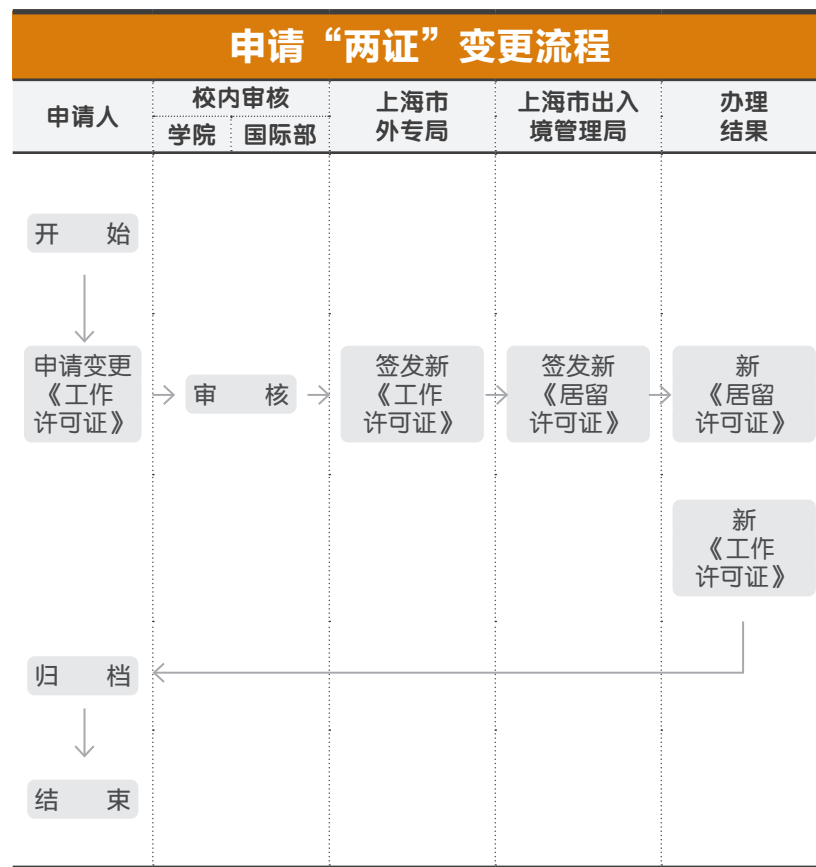 申请“两证”变更流程
申请人
校内审核
学院
国际部
上海市
外专局
上海市出入
境管理局
办理
结果
开 始
申请变更
《工作
许可证》
审 核
签发新
《工作
许可证》
签发新
《居留
许可证》
新
《居留
许可证》
新
《工作
许可证》
归 档
结 束